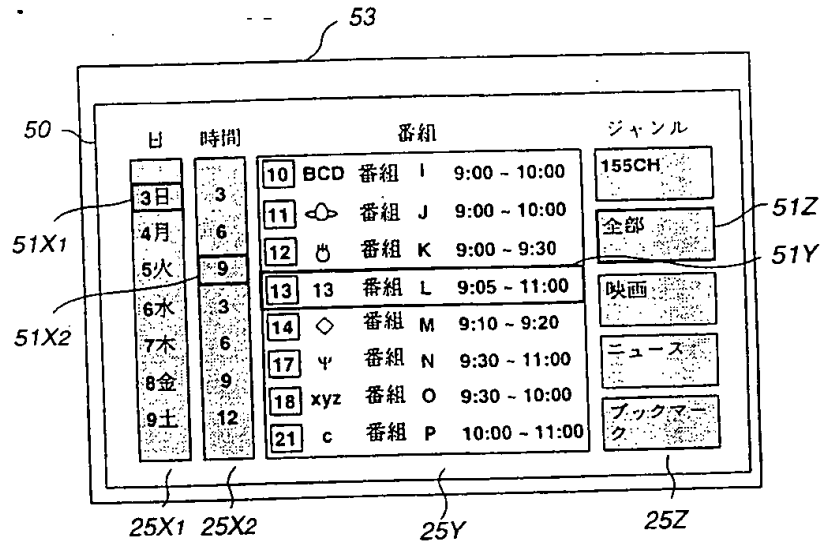 53
50
日 時間 番組 ジャンル
3日
4月
5火
6水
7木
8金
9土
3
6
9
3
6
9
12
10 BCD 番組 I 9:00 ~ 10:00
11 番組 J 9:00 ~ 10:00
12 番組 K 9:00 ~ 9:30
13 13 番組 L 9:05 ~ 11:00
14 番組 M 9:10 ~ 9:20
17 Ψ 番組 N 9:30 ~ 11:00
18 xyz 番組 O 9:30 ~ 10:00
21 c 番組 P 10:00 ~ 11:00
155CH
全部
映画
ニュース
ブックマー
ク
51X1
51X2
51Z
51Y
25X1 25X2 25Y 25Z